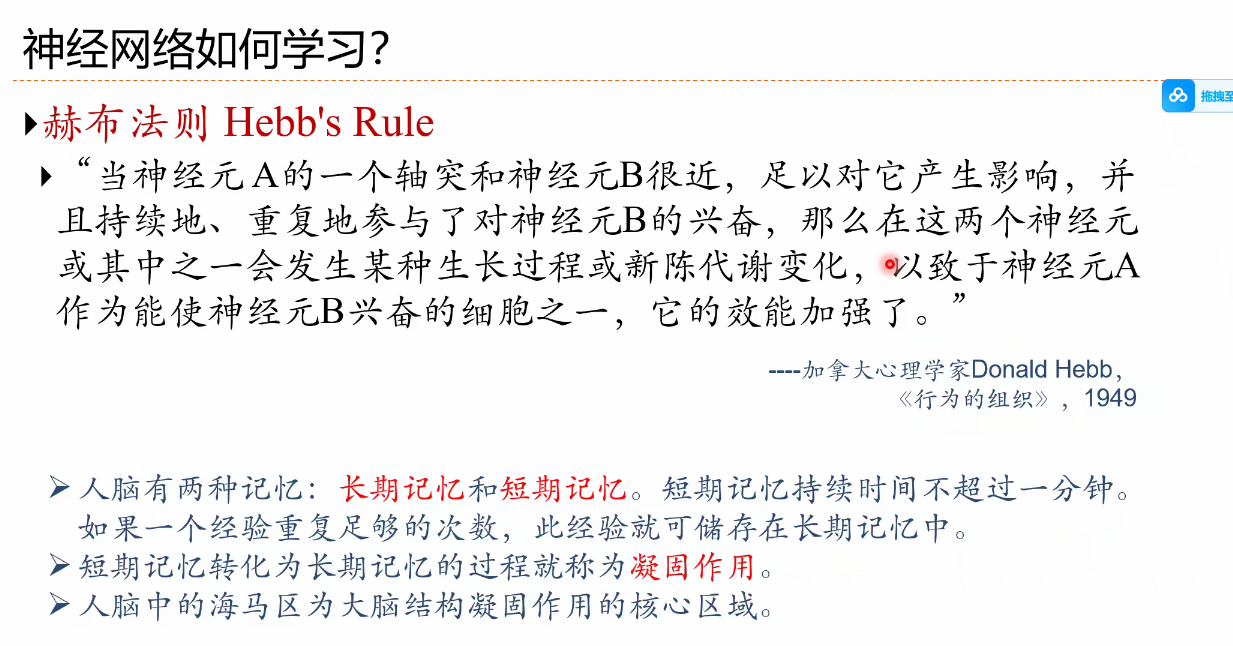 神经网络如何学习？
赫布法则 Hebb's Rule
“当神经元A的一个轴突和神经元B很近，足以对它产生影响，并
且持续地、重复地参与了对神经元B的兴奋，那么在这两个神经元
或其中之一会发生某种生长过程或新陈代谢变化，以致于神经元A
作为能使神经元B兴奋的细胞之一，它的效能加强了。”
----加拿大心理学家Donald Hebb，
《行为的组织》，1949
人脑有两种记忆：长期记忆和短期记忆。短期记忆持续时间不超过一分钟。
如果一个经验重复足够的次数，此经验就可储存在长期记忆中。
短期记忆转化为长期记忆的过程就称为凝固作用。
人脑中的海马区为大脑结构凝固作用的核心区域。
拖拽至